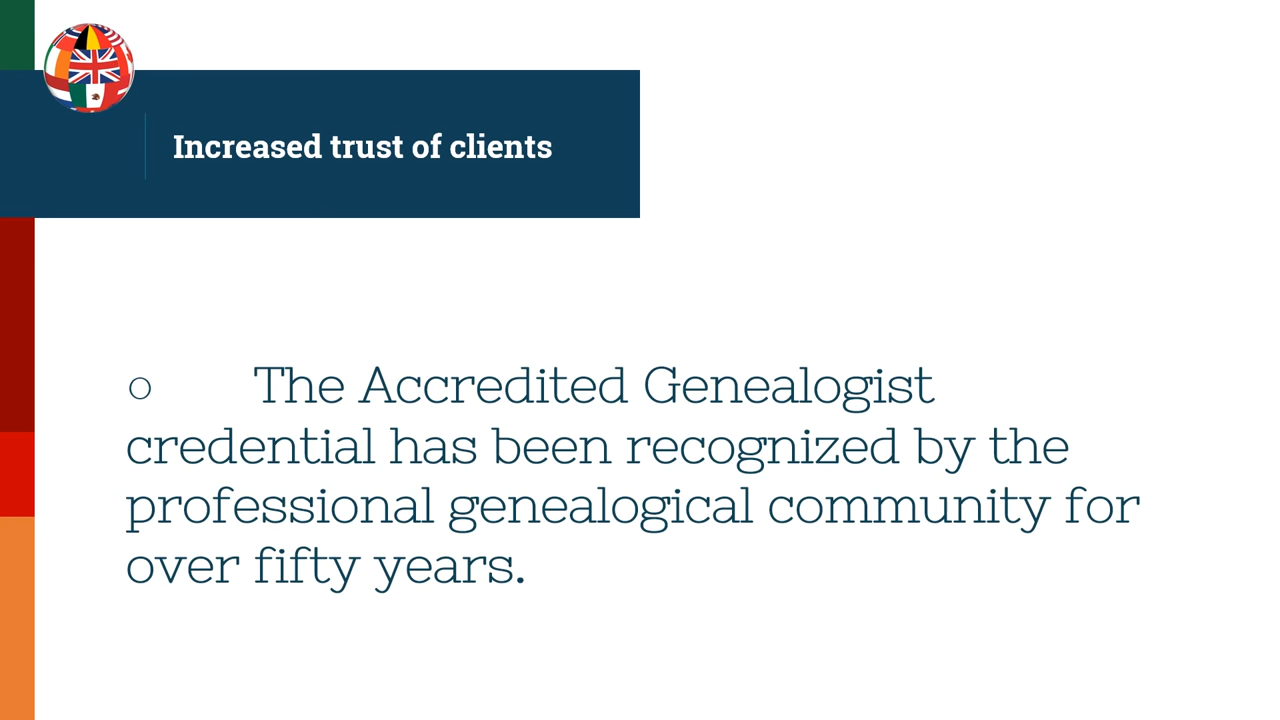 Increased trust of clients
○ The Accredited Genealogist
credential has been recognized by the
professional genealogical community for
over fifty years.